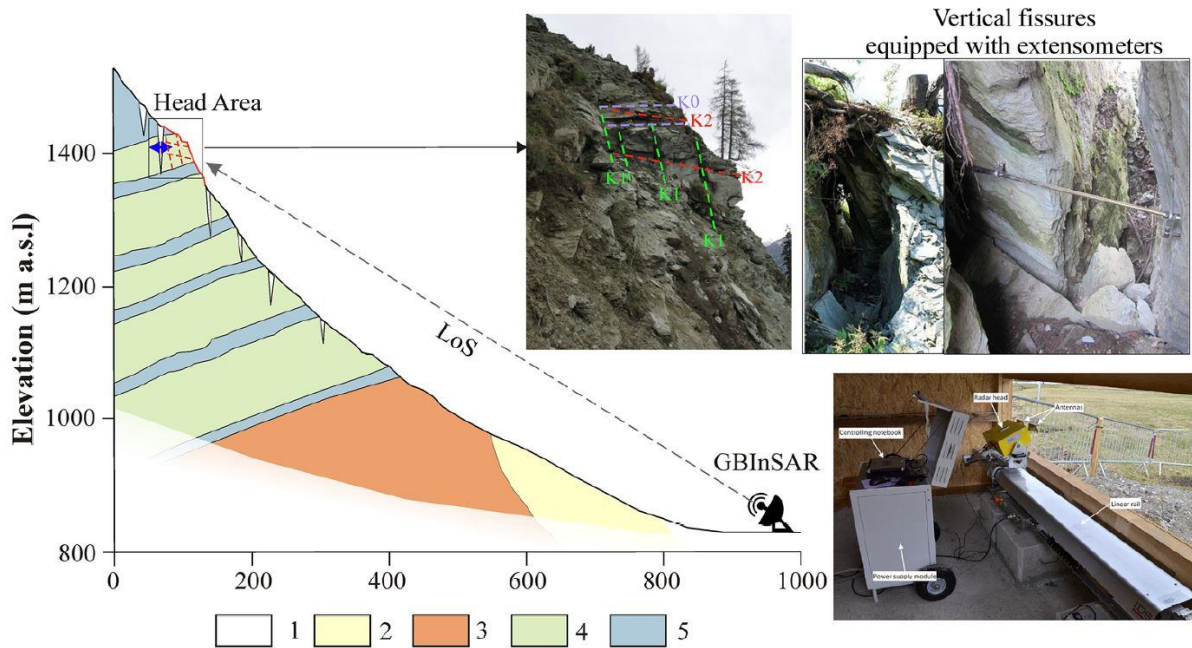 Vertical fissures
equipped with extensometers
Head Area
K0
K2
K1
K1
K2
K1
1400
1200
1000
800
Elevation (m a.s.l)
LoS
GBInSAR
0
200
400
600
800
1000
1
2
3
4
5
Radar head
Antennas
Controlling notebook
Linear rail
Power supply module